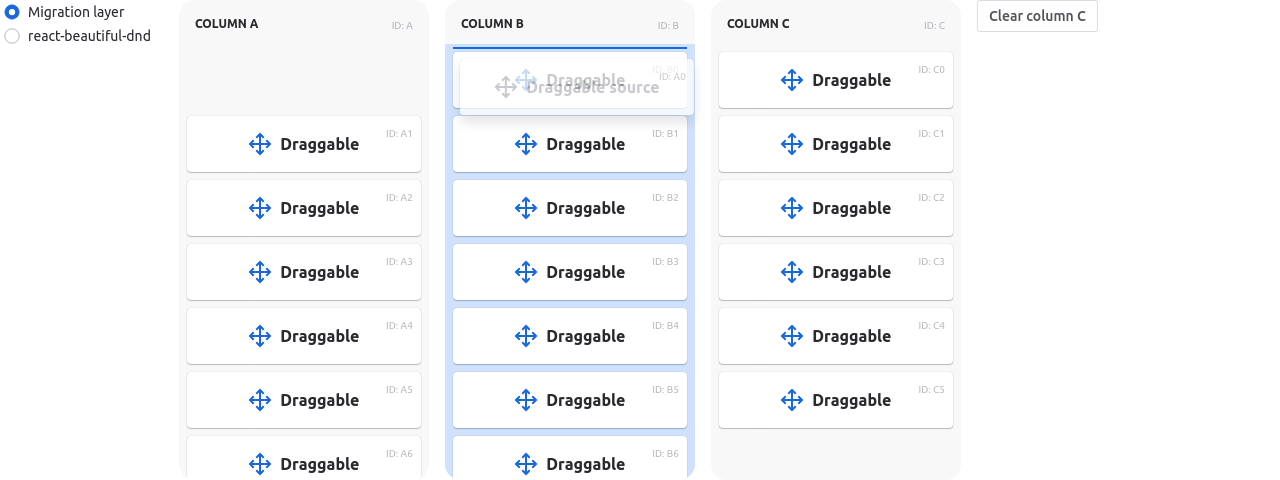 Migration layer
react-beautiful-dnd
COLUMN A
ID: A
Draggable
ID: A1
Draggable
ID: A2
Draggable
ID: A3
Draggable
ID: A4
Draggable
ID: A5
Draggable
ID: A6
COLUMN B
ID: B
Draggable
ID: B0
Draggable source
ID: A0
Draggable
ID: B1
Draggable
ID: B2
Draggable
ID: B3
Draggable
ID: B4
Draggable
ID: B5
Draggable
ID: B6
COLUMN C
ID: C
Draggable
ID: C0
Draggable
ID: C1
Draggable
ID: C2
Draggable
ID: C3
Draggable
ID: C4
Draggable
ID: C5
Clear column C